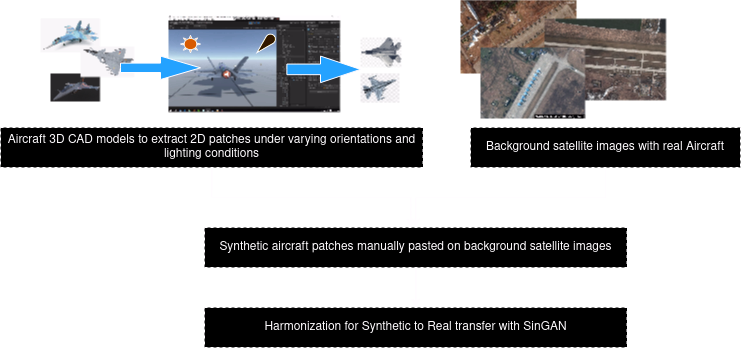 Aircraft 3D CAD models to extract 2D patches under varying orientations and
lighting conditions
Background satellite images with real Aircraft
Synthetic aircraft patches manually pasted on background satellite images
Harmonization for Synthetic to Real transfer with SinGAN